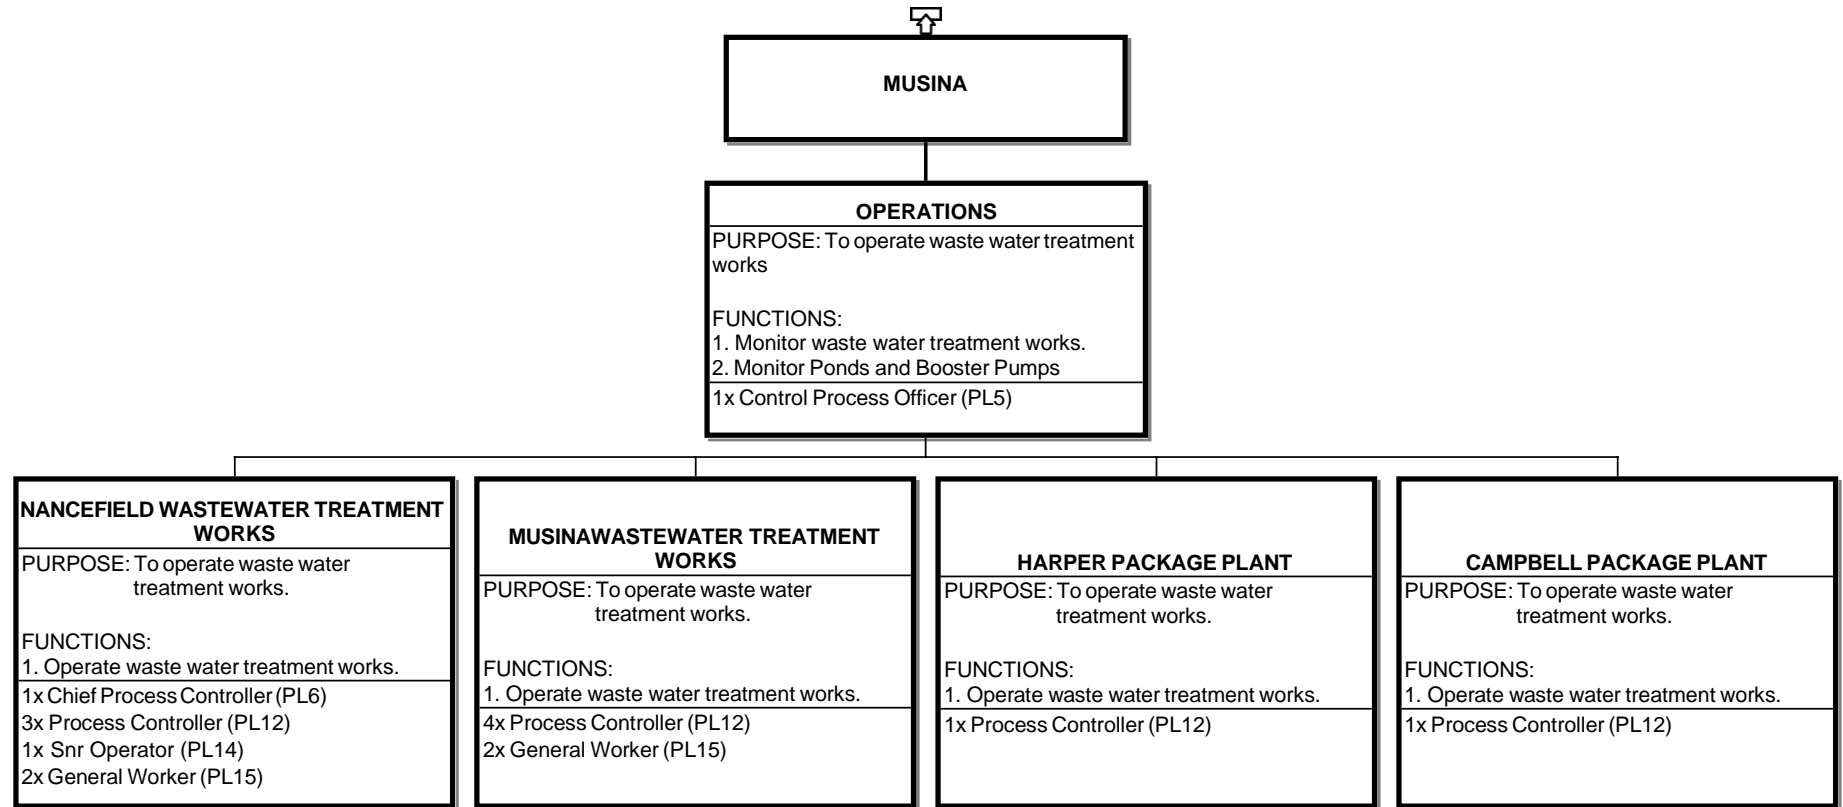 MUSINA
OPERATIONS
PURPOSE: To operate waste water treatment
works
FUNCTIONS:
1. Monitor waste water treatment works.
2. Monitor Ponds and Booster Pumps
1x Control Process Officer (PL5)
NANCEFIELD WASTEWATER TREATMENT
WORKS
PURPOSE: To operate waste water
treatment works.
FUNCTIONS:
1. Operate waste water treatment works.
1x Chief Process Controller (PL6)
3x Process Controller (PL12)
1x Snr Operator (PL14)
2x General Worker (PL15)
MUSINAWASTEWATER TREATMENT
WORKS
PURPOSE: To operate waste water
treatment works.
FUNCTIONS:
1. Operate waste water treatment works.
4x Process Controller (PL12)
2x General Worker (PL15)
HARPER PACKAGE PLANT
PURPOSE: To operate waste water
treatment works.
FUNCTIONS:
1. Operate waste water treatment works.
1x Process Controller (PL12)
CAMPBELL PACKAGE PLANT
PURPOSE: To operate waste water
treatment works.
FUNCTIONS:
1. Operate waste water treatment works.
1x Process Controller (PL12)